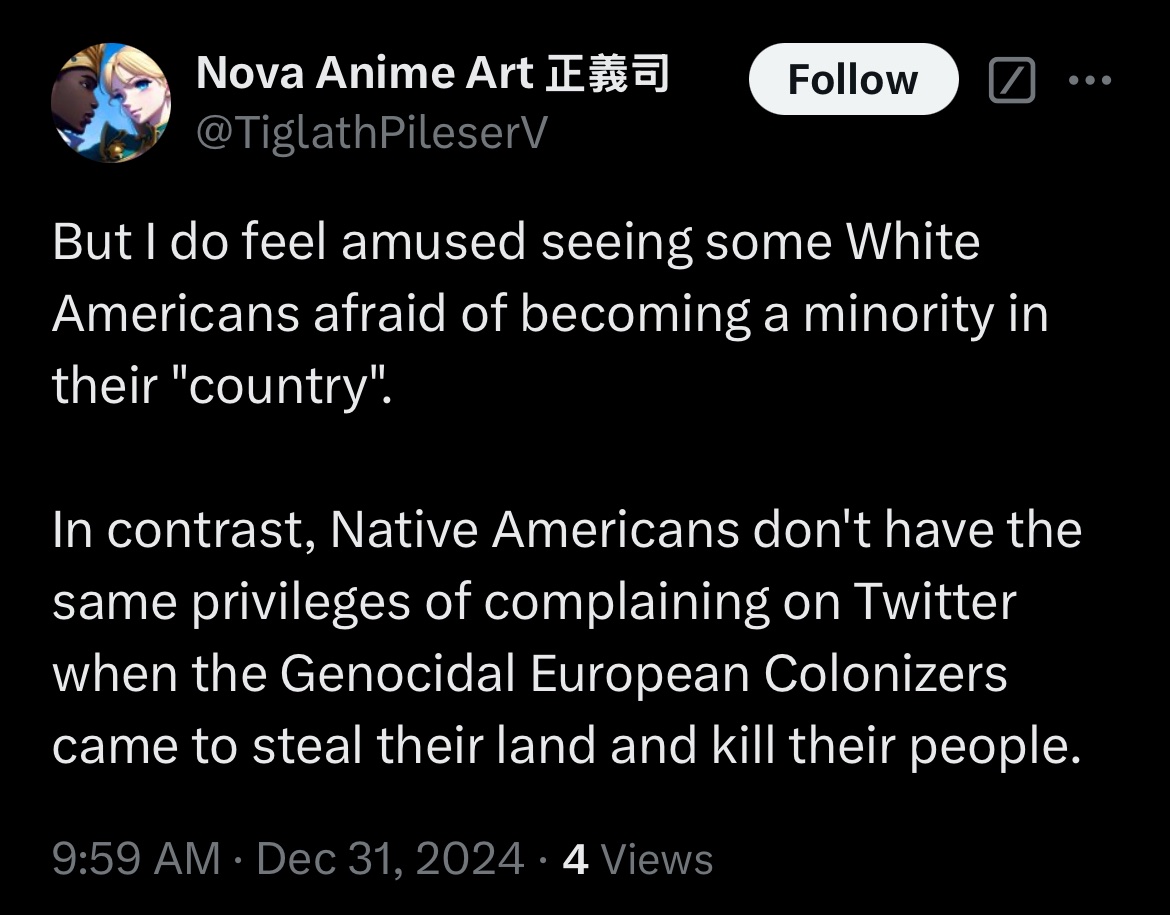 Nova Anime Art 正義司
Follow
@TiglathPileserV
But I do feel amused seeing some White
Americans afraid of becoming a minority in
their "country".
In contrast, Native Americans don't have the
same privileges of complaining on Twitter
when the Genocidal European Colonizers
came to steal their land and kill their people.
9:59 AM · Dec 31, 2024 · 4 Views